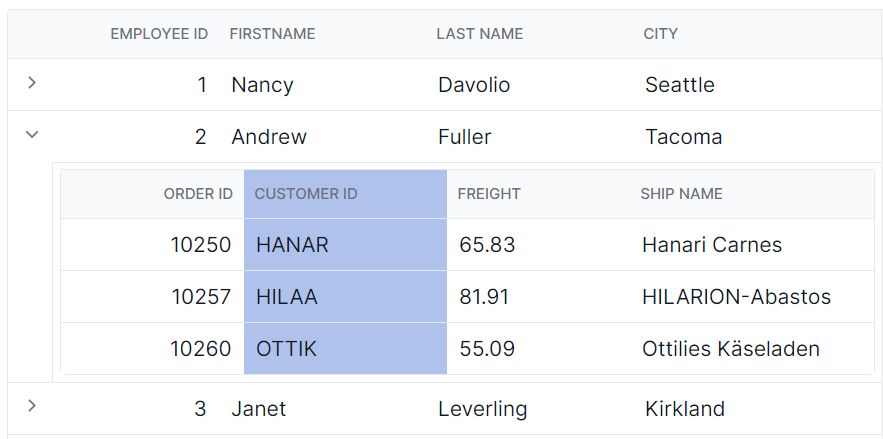 EMPLOYEE ID FIRSTNAME LAST NAME CITY
1 Nancy Davolio Seattle
2 Andrew Fuller Tacoma
ORDER ID CUSTOMER ID FREIGHT SHIP NAME
10250 HANAR 65.83 Hanari Carnes
10257 HILAA 81.91 HILARION-Abastos
10260 OTTIK 55.09 Ottilies Käseladen
3 Janet Leverling Kirkland